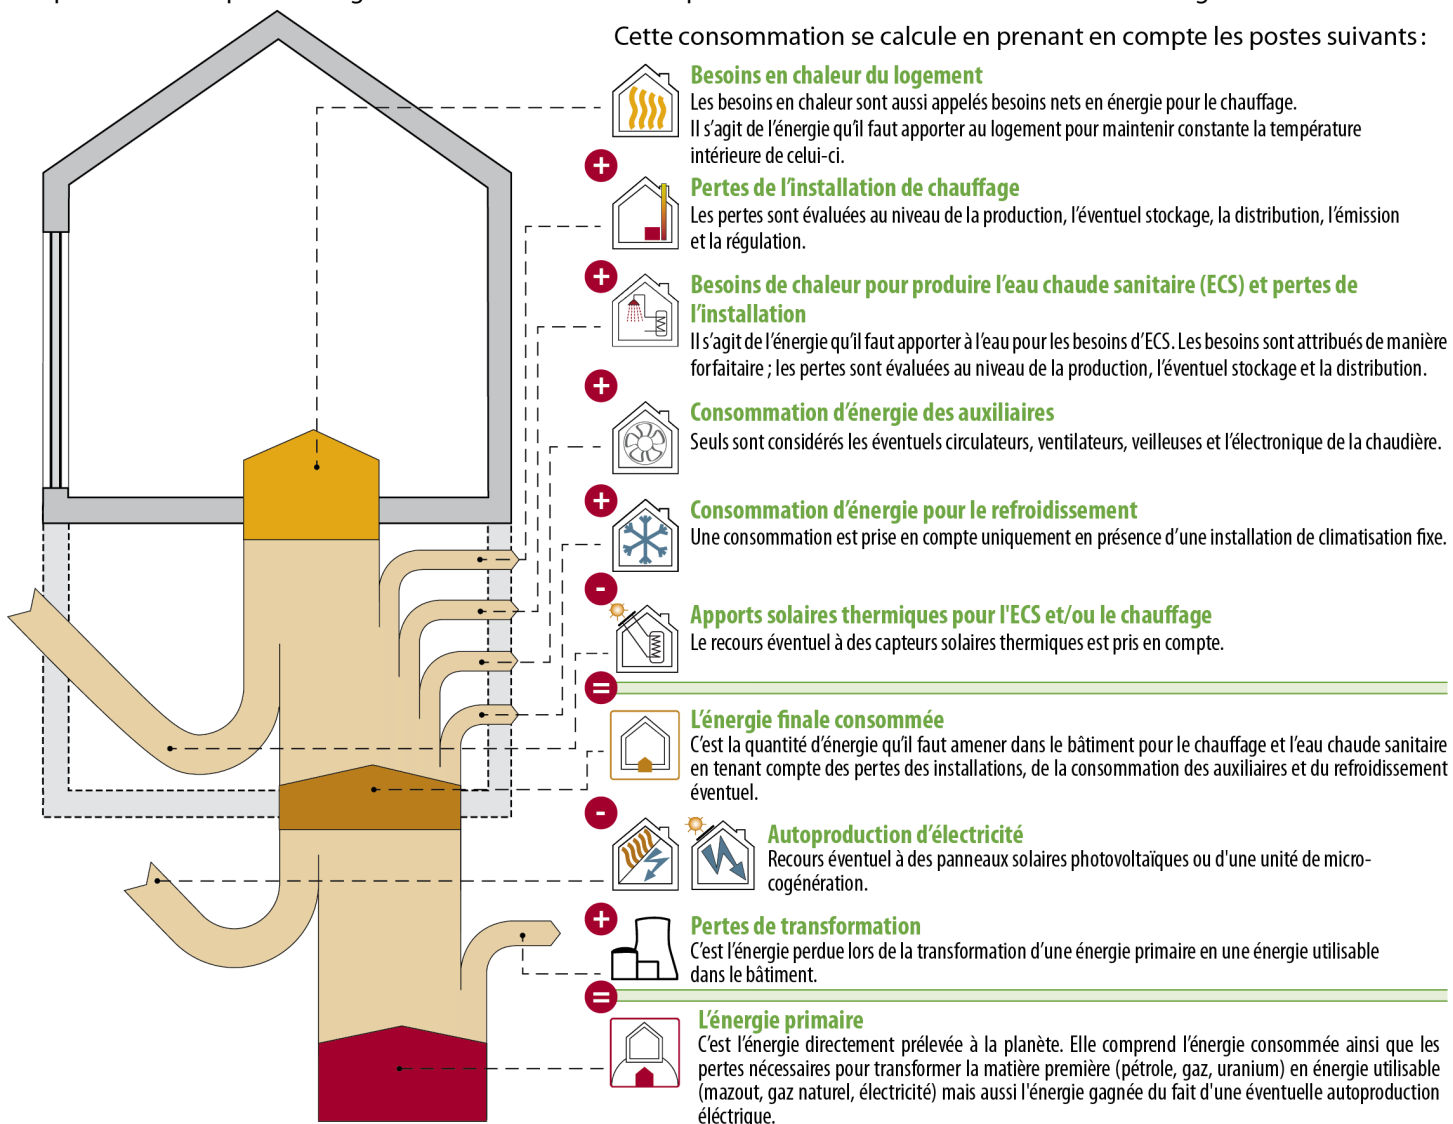 Cette consommation se calcule en prenant en compte les postes suivants :
Besoins en chaleur du logement
Les besoins en chaleur sont aussi appelés besoins nets en énergie pour le chauffage.
Il s’agit de l’énergie qu’il faut apporter au logement pour maintenir constante la température
intérieure de celui-ci.
+
Pertes de l’installation de chauffage
Les pertes sont évaluées au niveau de la production, l’éventuel stockage, la distribution, l’émission
et la régulation.
+
Besoins de chaleur pour produire l’eau chaude sanitaire (ECS) et pertes de
l’installation
Il s’agit de l’énergie qu’il faut apporter à l’eau pour les besoins d’ECS. Les besoins sont attribués de manière
forfaitaire ; les pertes sont évaluées au niveau de la production, l’éventuel stockage et la distribution.
+
Consommation d’énergie des auxiliaires
Seuls sont considérés les éventuels circulateurs, ventilateurs, veilleuses et l’électronique de la chaudière.
+
Consommation d’énergie pour le refroidissement
Une consommation est prise en compte uniquement en présence d’une installation de climatisation fixe.
-
Apports solaires thermiques pour l'ECS et/ou le chauffage
Le recours éventuel à des capteurs solaires thermiques est pris en compte.
=
L’énergie finale consommée
C’est la quantité d’énergie qu’il faut amener dans le bâtiment pour le chauffage et l’eau chaude sanitaire
en tenant compte des pertes des installations, de la consommation des auxiliaires et du refroidissement
éventuel.
-
Autoproduction d’électricité
Recours éventuel à des panneaux solaires photovoltaïques ou d'une unité de micro-
cogénération.
+
Pertes de transformation
C’est l’énergie perdue lors de la transformation d’une énergie primaire en une énergie utilisable
dans le bâtiment.
=
L’énergie primaire
C’est l’énergie directement prélevée à la planète. Elle comprend l’énergie consommée ainsi que les
pertes nécessaires pour transformer la matière première (pétrole, gaz, uranium) en énergie utilisable
(mazout, gaz naturel, électricité) mais aussi l'énergie gagnée du fait d'une éventuelle autoproduction
éléctrique.